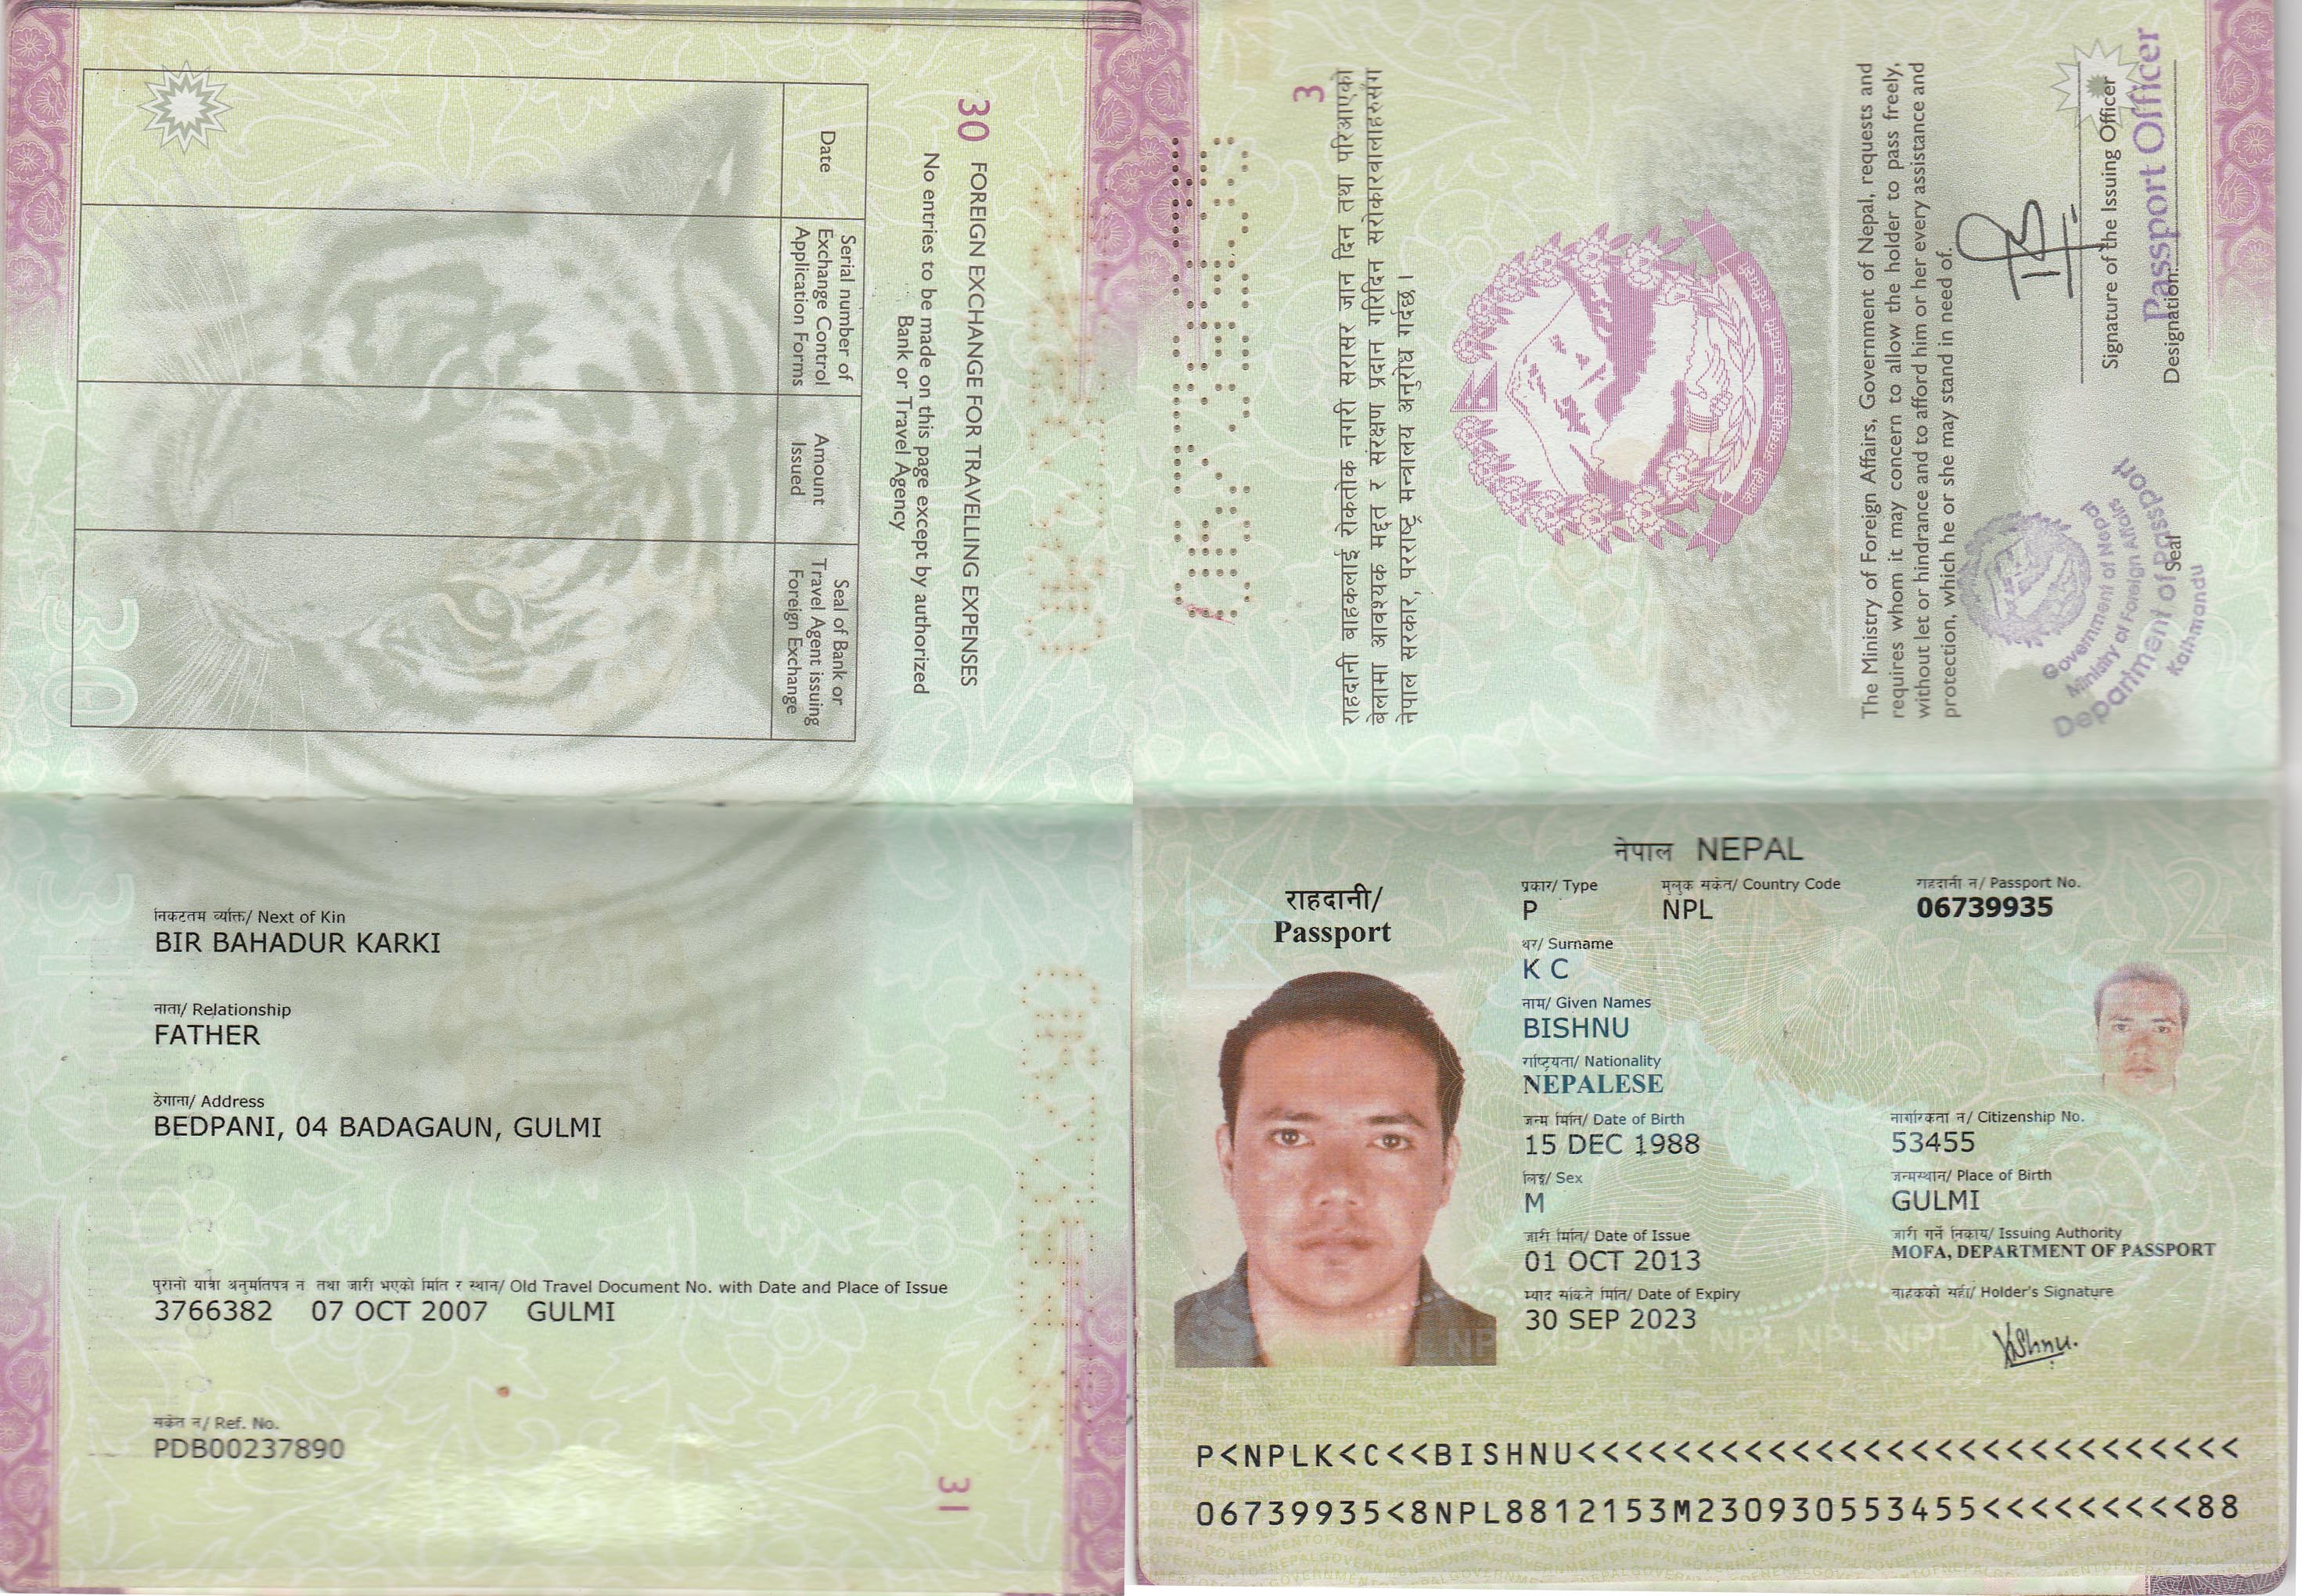 30
FOREIGN EXCHANGE FOR TRAVELLING EXPENSES
No entries to be made on this page except by authorized
Bank or Travel Agency
Date
Serial number of
Exchange Control
Application Forms
Amount
Issued
Seal of Bank or
Travel Agent issuing
Foreign Exchange
30
3
राहदानी वाहकलाई रोकतोक नगरी सरासर जान दिन तथा परिआएको
बेलामा आवश्यक मद्दत र संरक्षण प्रदान गरिदिन सरोकारवालाहरुसंग
नेपाल सरकार, परराष्ट्र मन्त्रालय अनुरोध गर्दछ।
The Ministry of Foreign Affairs, Government of Nepal, requests and
requires whom it may concern to allow the holder to pass freely,
without let or hindrance and to afford him or her every assistance and
protection, which he or she may stand in need of.
Signature of the Issuing Officer
Passport Officer
Designation:
Seal
Government of Nepal
Ministry of Foreign Affairs
Department of Passport
Kathmandu
निकटतम व्यक्ति/ Next of Kin
BIR BAHADUR KARKI
नाता/ Relationship
FATHER
ठेगाना/ Address
BEDPANI, 04 BADAGAUN, GULMI
पुरानो यात्रा अनुमतिपत्र नं तथा जारी भएको मिति र स्थान/ Old Travel Document No. with Date and Place of Issue
3766382 07 OCT 2007 GULMI
संकेत नं/ Ref. No.
PDB00237890
31
नेपाल NEPAL
राहदानी/
Passport
प्रकार/ Type
P
मुलुक संकेत/ Country Code
NPL
राहदानी नं/ Passport No.
06739935
थर/ Surname
K C
नाम/ Given Names
BISHNU
राष्ट्रियता/ Nationality
NEPALESE
जन्म मिति/ Date of Birth
15 DEC 1988
नागरिकता नं/ Citizenship No.
53455
लिङ्ग/ Sex
M
जन्मस्थान/ Place of Birth
GULMI
जारी मिति/ Date of Issue
01 OCT 2013
जारी गर्ने निकाय/ Issuing Authority
MOFA, DEPARTMENT OF PASSPORT
म्याद सकिने मिति/ Date of Expiry
30 SEP 2023
वाहकको सही/ Holder's Signature
Bishnu.
P<NPLK<C<<BISHNU<<<<<<<<<<<<<<<<<<<<<<<<<<<<
06739935<8NPL8812153M230930553455<<<<<<<<<88